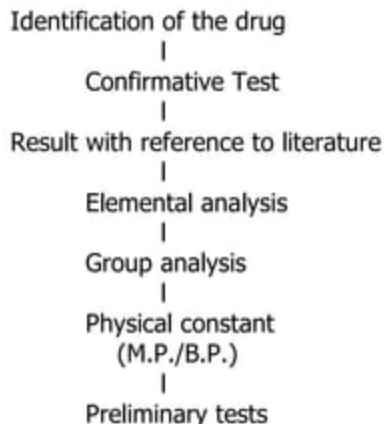 Identification of the drug
|
Confirmative Test
|
Result with reference to literature
|
Elemental analysis
|
Group analysis
|
Physical constant
(M.P./B.P.)
|
Preliminary tests